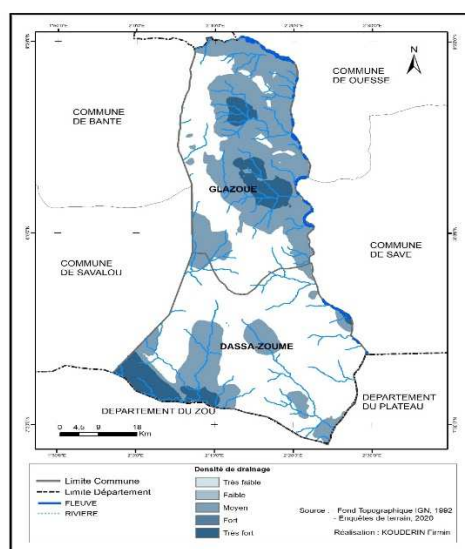 N
COMMUNE
DE OUESSE
COMMUNE
DE BANTE
GLAZOUE
COMMUNE
DE SAVALOU
COMMUNE
DE SAVE
DASSA-ZOUME
DEPARTEMENT DU ZOU
DEPARTEMENT
DU PLATEAU
0 4,5 9 18
Km
Limite Commune
Limite Département
FLEUVE
RIVIERE
Densité de drainage
Très faible
Faible
Moyen
Fort
Très fort
Source : Fond Topographique IGN, 1992
- Enquêtes de terrain, 2020
Réalisation : KOUDERIN Firmin